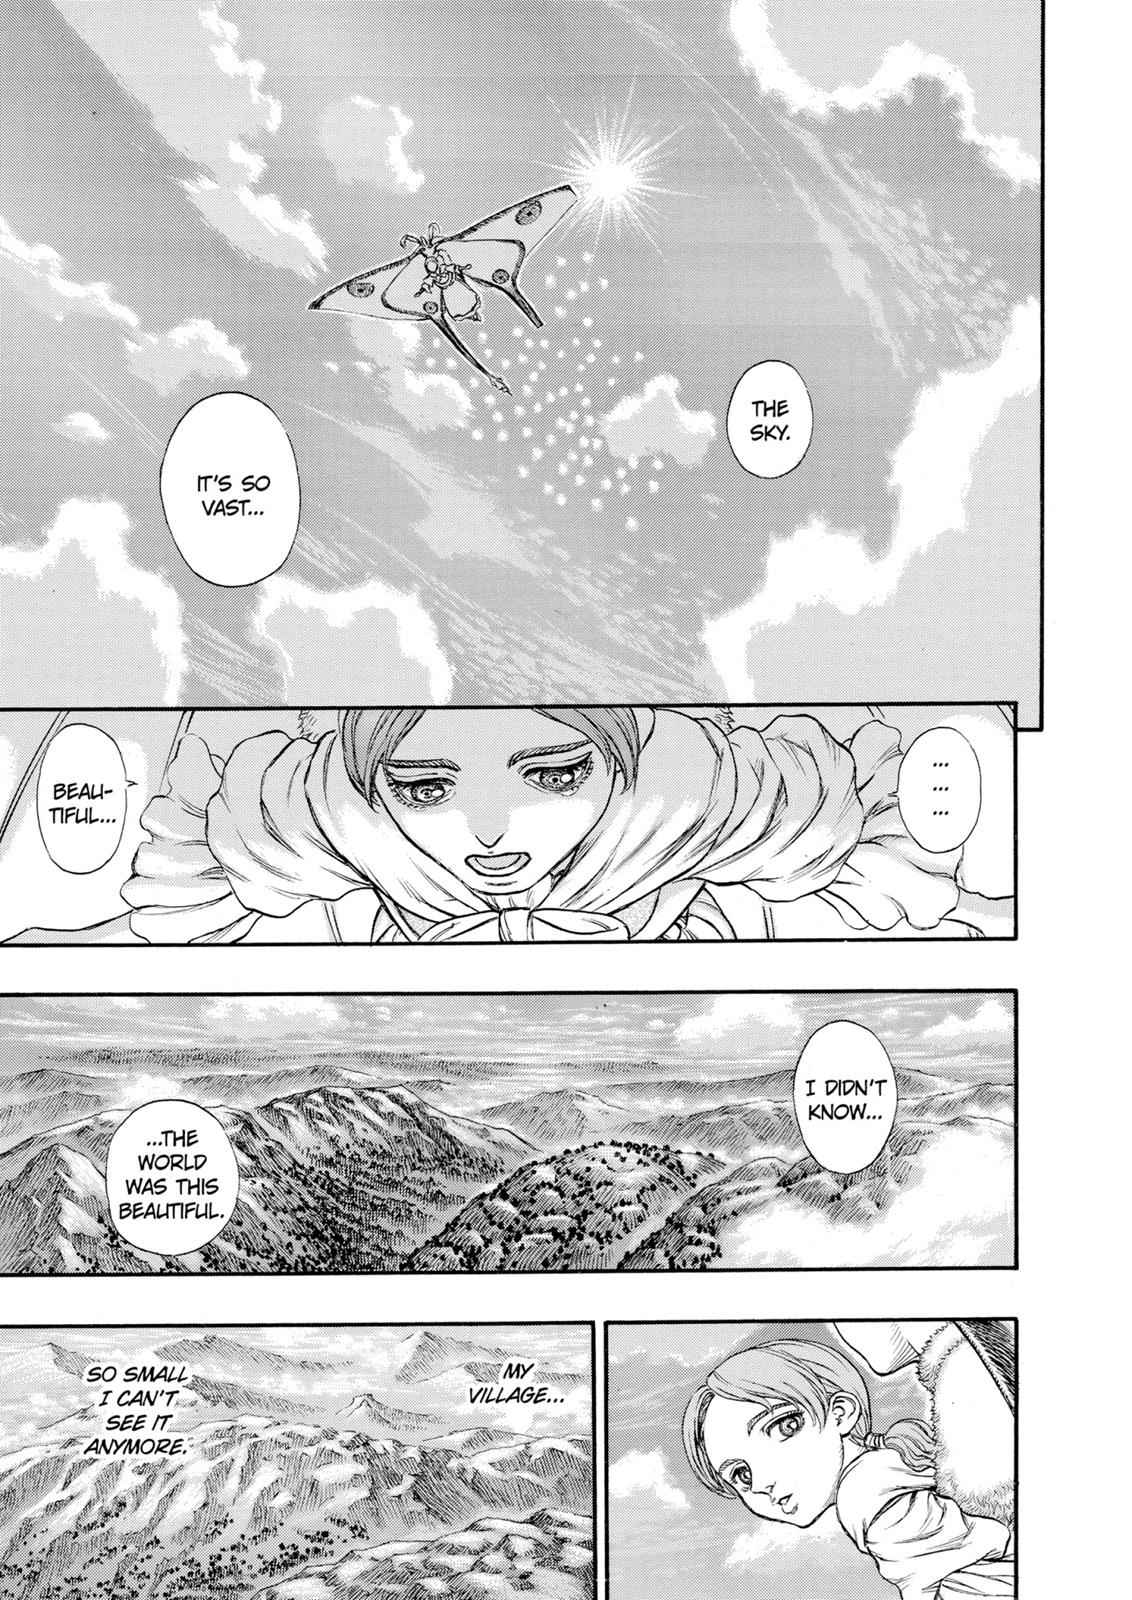 THE
SKY.
IT'S SO
VAST...
...
...
...
BEAU-
TIFUL...
I DIDN'T
KNOW...
...THE
WORLD
WAS THIS
BEAUTIFUL.
MY
VILLAGE...
SO SMALL
I CAN'T
SEE IT
ANYMORE.